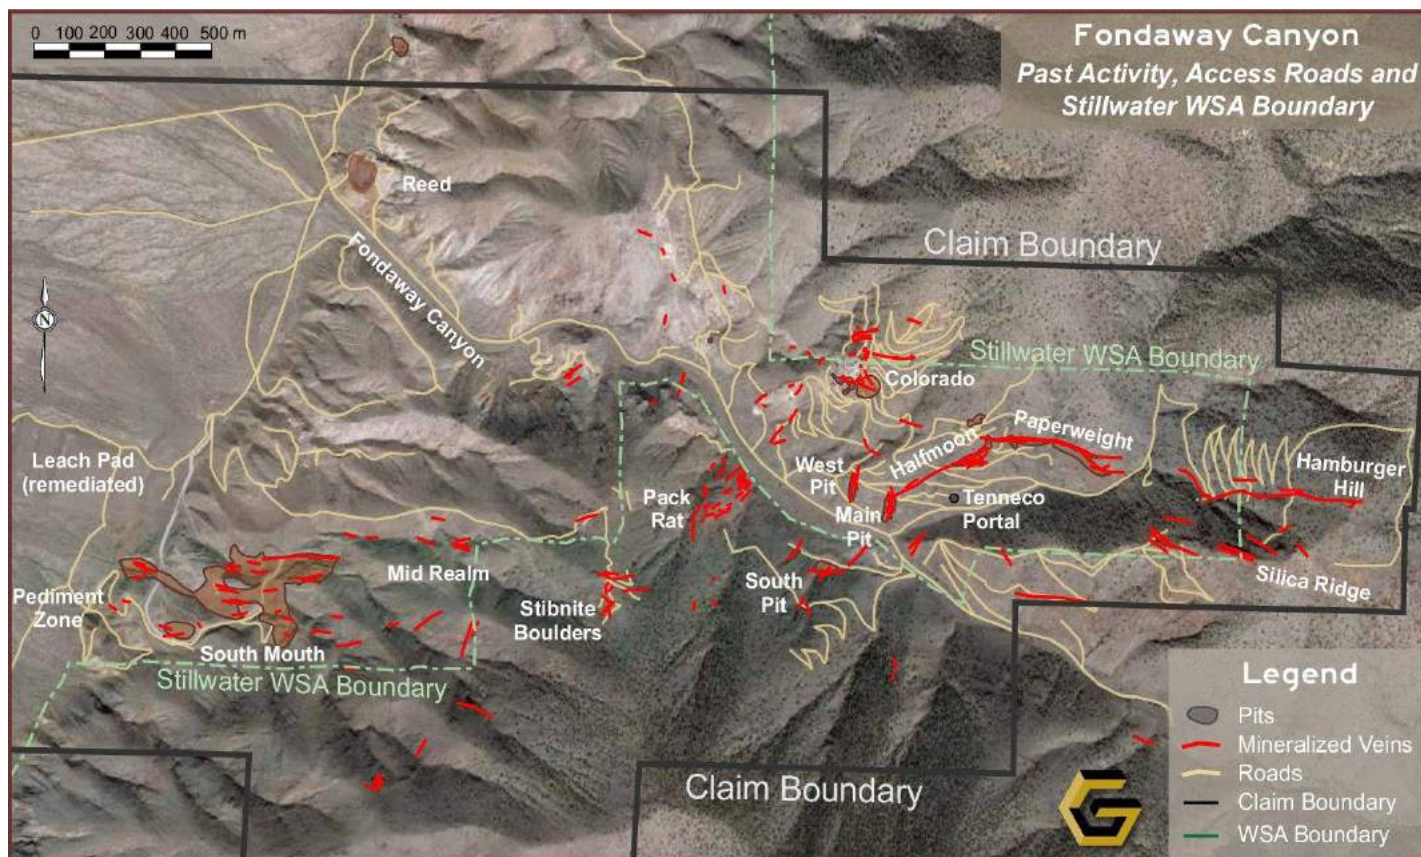 0 100 200 300 400 500 m
Fondaway Canyon
Past Activity, Access Roads and
Stillwater WSA Boundary
Reed
Fondaway Canyon
Claim Boundary
N
Stillwater WSA Boundary
Colorado
Paperweight
Halfmoon
Leach Pad
(remediated)
West
Pit
Hamburger
Hill
Pack
Rat
Tenneco
Portal
Main
Pit
Mid Realm
South
Pit
Silica Ridge
Pediment
Zone
Stibnite
Boulders
South Mouth
Stillwater WSA Boundary
Claim Boundary
Legend
Pits
Mineralized Veins
Roads
Claim Boundary
WSA Boundary